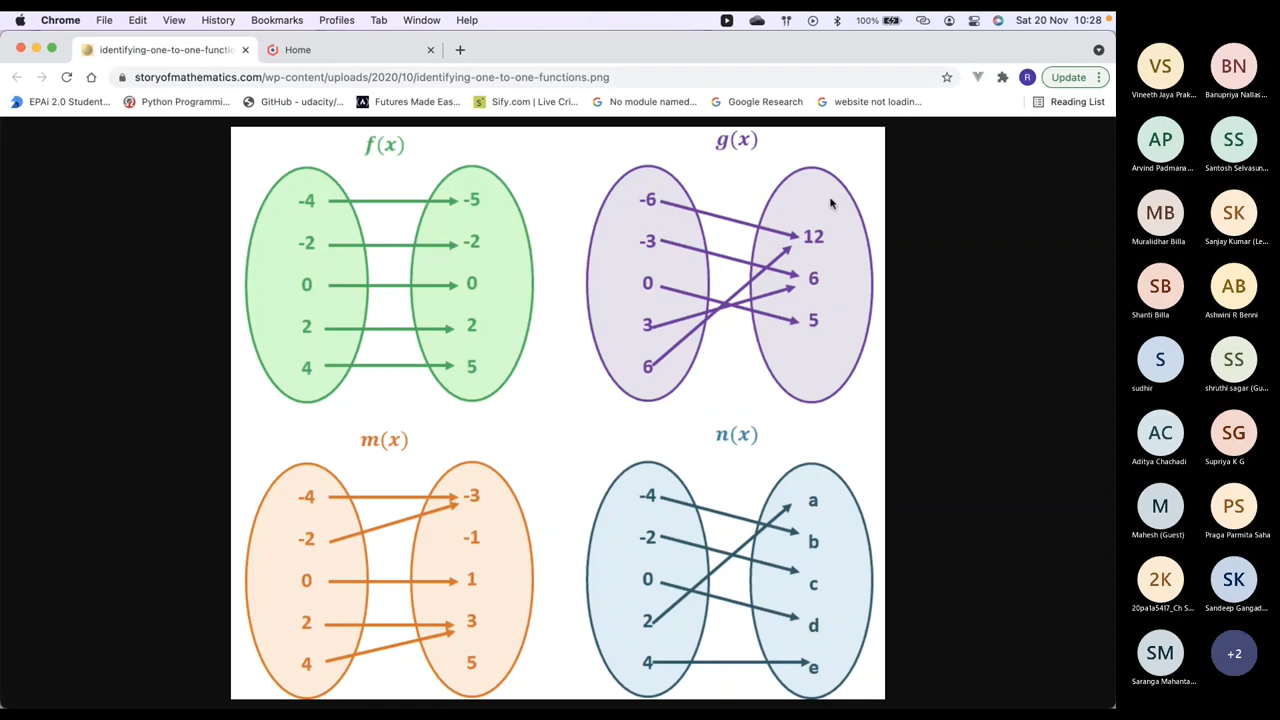 Chrome File Edit View History Bookmarks Profiles Tab Window Help 100% Sat 20 Nov 10:28
identifying-one-to-one-functio Home
storyofmathematics.com/wp-content/uploads/2020/10/identifying-one-to-one-functions.png R Update
EPAi 2.0 Student... Python Programmi... GitHub - udacity/... Futures Made Eas... Sify.com | Live Cri... No module named... Google Research website not loadin... Reading List
f(x)
-4 -5
-2 -2
0 0
2 2
4 5
g(x)
-6 12
-3 6
0 5
3
6
m(x)
-4 -3
-2 -1
0 1
2 3
4 5
n(x)
-4 a
-2 b
0 c
2 d
4 e
VS BN
Vineeth Jaya Prak... Banupriya Nallas...
AP SS
Arvind Padmana... Santosh Selvasun...
MB SK
Muralidhar Billa Sanjay Kumar (Le...
SB AB
Shanti Billa Ashwini R Benni
S SS
sudhir shruthi sagar (Gu...
AC SG
Aditya Chachadi Supriya K G
M PS
Mahesh (Guest) Praga Parmita Saha
2K SK
20pa1a5417_Ch S... Sandeep Gangad...
SM +2
Saranga Mahanta...